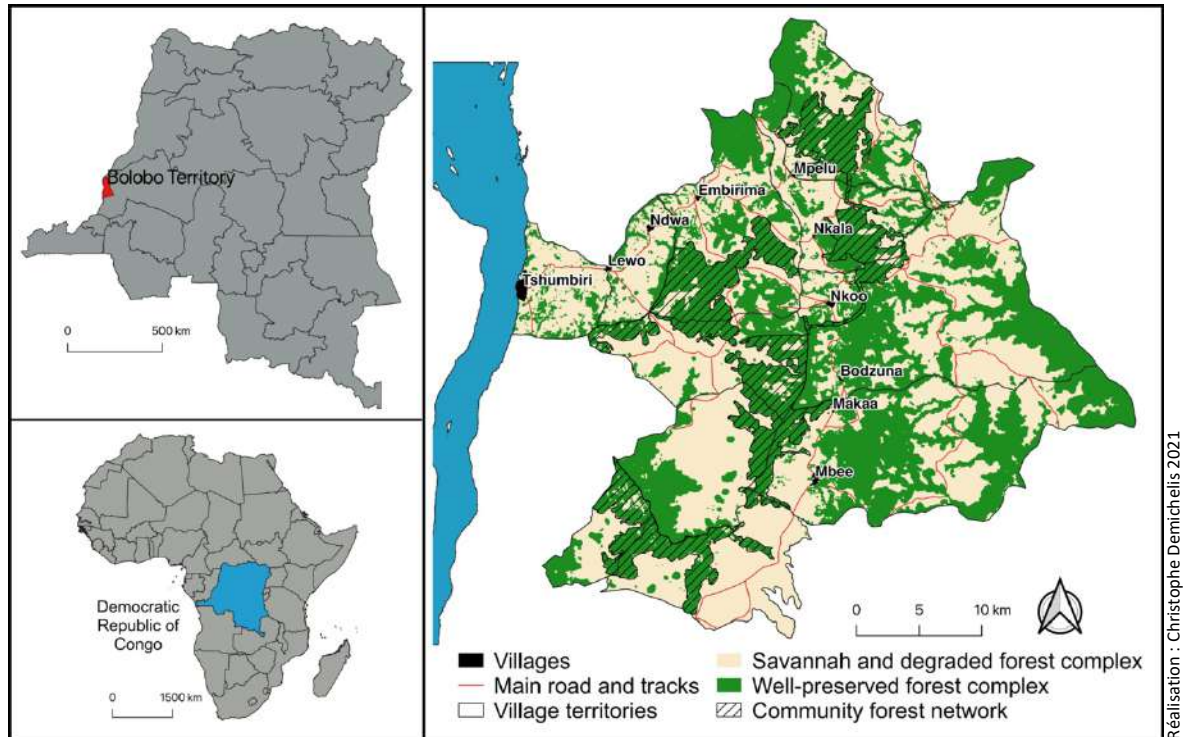 Bolobo Territory
0 500 km
Democratic
Republic of
Congo
0 1500 km
Mpelu
Embirima
Ndwa
Nkala
Lewo
Tshumbiri
Nkoo
Bodzuna
Makaa
Mbee
0 5 10 km
Villages
Main road and tracks
Village territories
Savannah and degraded forest complex
Well-preserved forest complex
Community forest network
Réalisation : Christophe Demichelis 2021